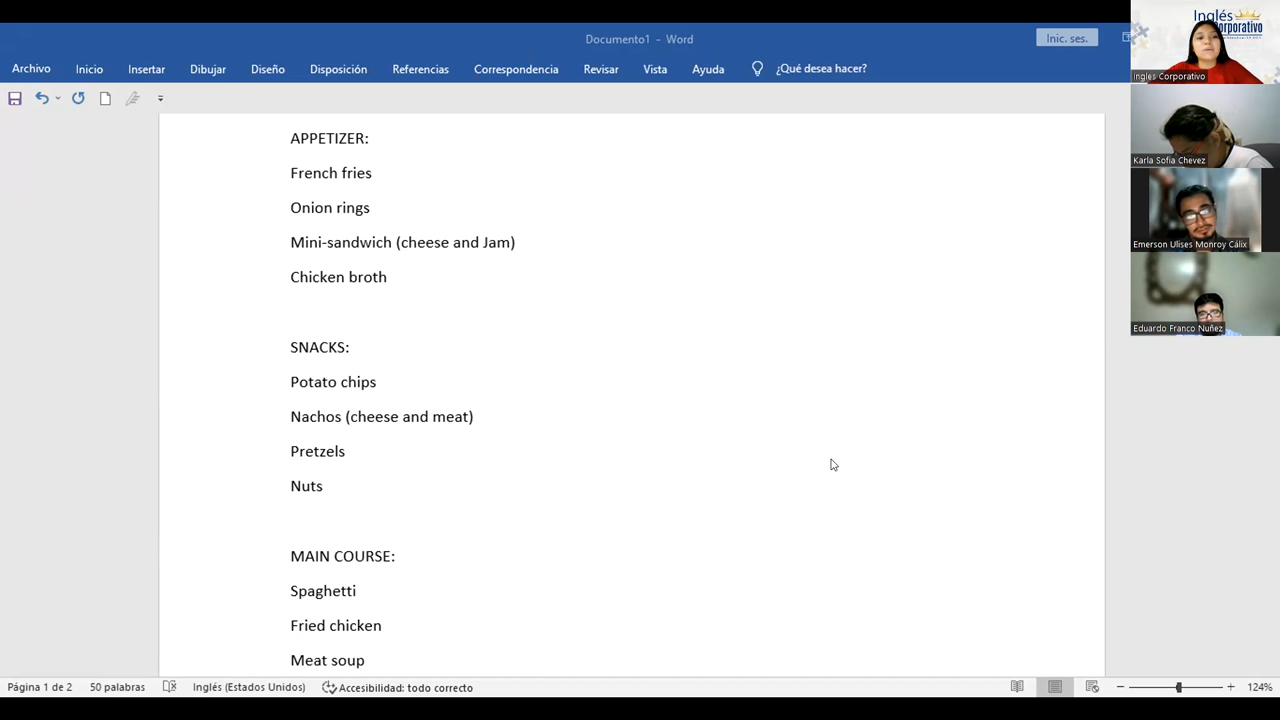 Documento1 - Word
Inic. ses.
Archivo Inicio Insertar Dibujar Diseño Disposición Referencias Correspondencia Revisar Vista Ayuda ¿Qué desea hacer?
APPETIZER:
French fries
Onion rings
Mini-sandwich (cheese and Jam)
Chicken broth
SNACKS:
Potato chips
Nachos (cheese and meat)
Pretzels
Nuts
MAIN COURSE:
Spaghetti
Fried chicken
Meat soup
Página 1 de 2 50 palabras Inglés (Estados Unidos) Accesibilidad: todo correcto 124%
Inglés
Corporativo
Ingles Corporativo
Karla Sofia Chevez
Emerson Ulises Monroy Cálix
Eduardo Franco Nuñez